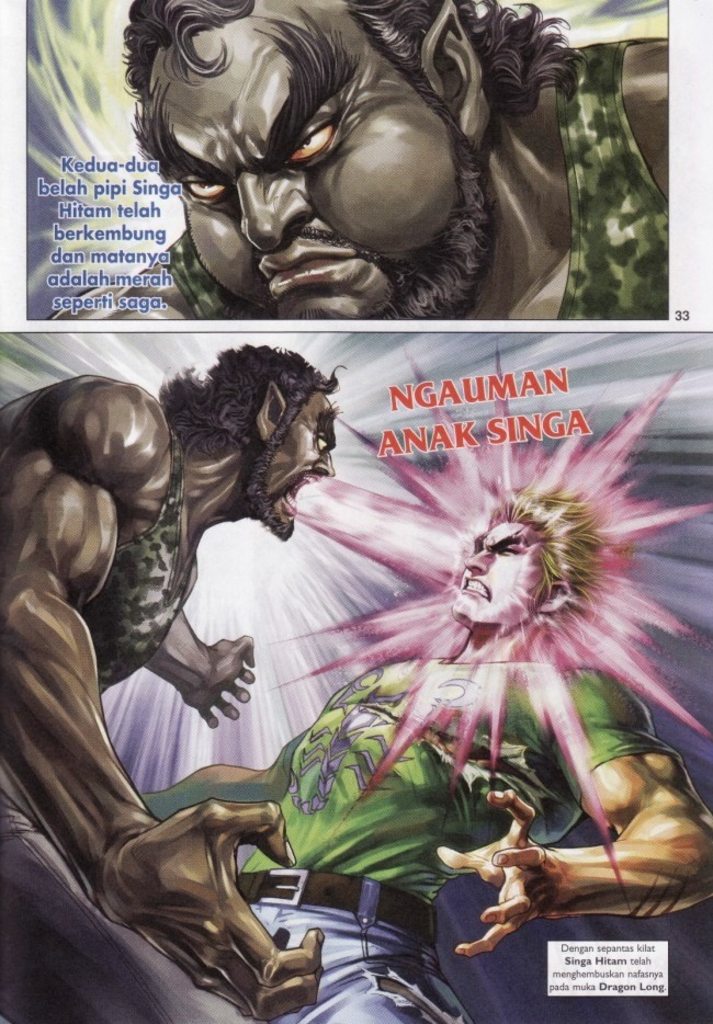 Kedua-dua
belah pipi Singa
Hitam telah
berkembung
dan matanya
adalah merah
seperti saga.
33
NGAUMAN
ANAK SINGA
Dengan sepantas kilat
Singa Hitam telah
menghembuskan nafasnya
pada muka Dragon Long.